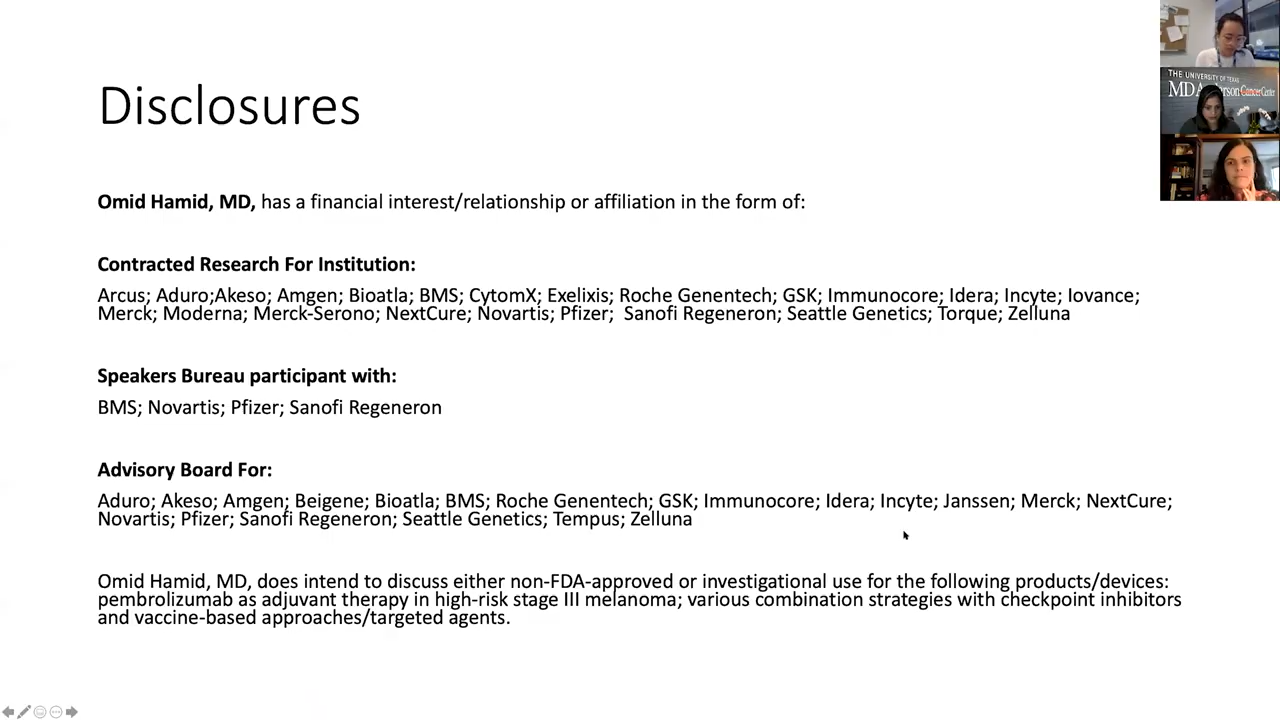 THE UNIVERSITY OF TEXAS
MD Anderson Cancer Center
Disclosures
Omid Hamid, MD, has a financial interest/relationship or affiliation in the form of:
Contracted Research For Institution:
Arcus; Aduro;Akeso; Amgen; Bioatla; BMS; CytomX; Exelixis; Roche Genentech; GSK; Immunocore; Idera; Incyte; Iovance;
Merck; Moderna; Merck-Serono; NextCure; Novartis; Pfizer;  Sanofi Regeneron; Seattle Genetics; Torque; Zelluna
Speakers Bureau participant with:
BMS; Novartis; Pfizer; Sanofi Regeneron
Advisory Board For:
Aduro; Akeso; Amgen; Beigene; Bioatla; BMS; Roche Genentech; GSK; Immunocore; Idera; Incyte; Janssen; Merck; NextCure;
Novartis; Pfizer; Sanofi Regeneron; Seattle Genetics; Tempus; Zelluna
Omid Hamid, MD, does intend to discuss either non-FDA-approved or investigational use for the following products/devices:
pembrolizumab as adjuvant therapy in high-risk stage III melanoma; various combination strategies with checkpoint inhibitors
and vaccine-based approaches/targeted agents.